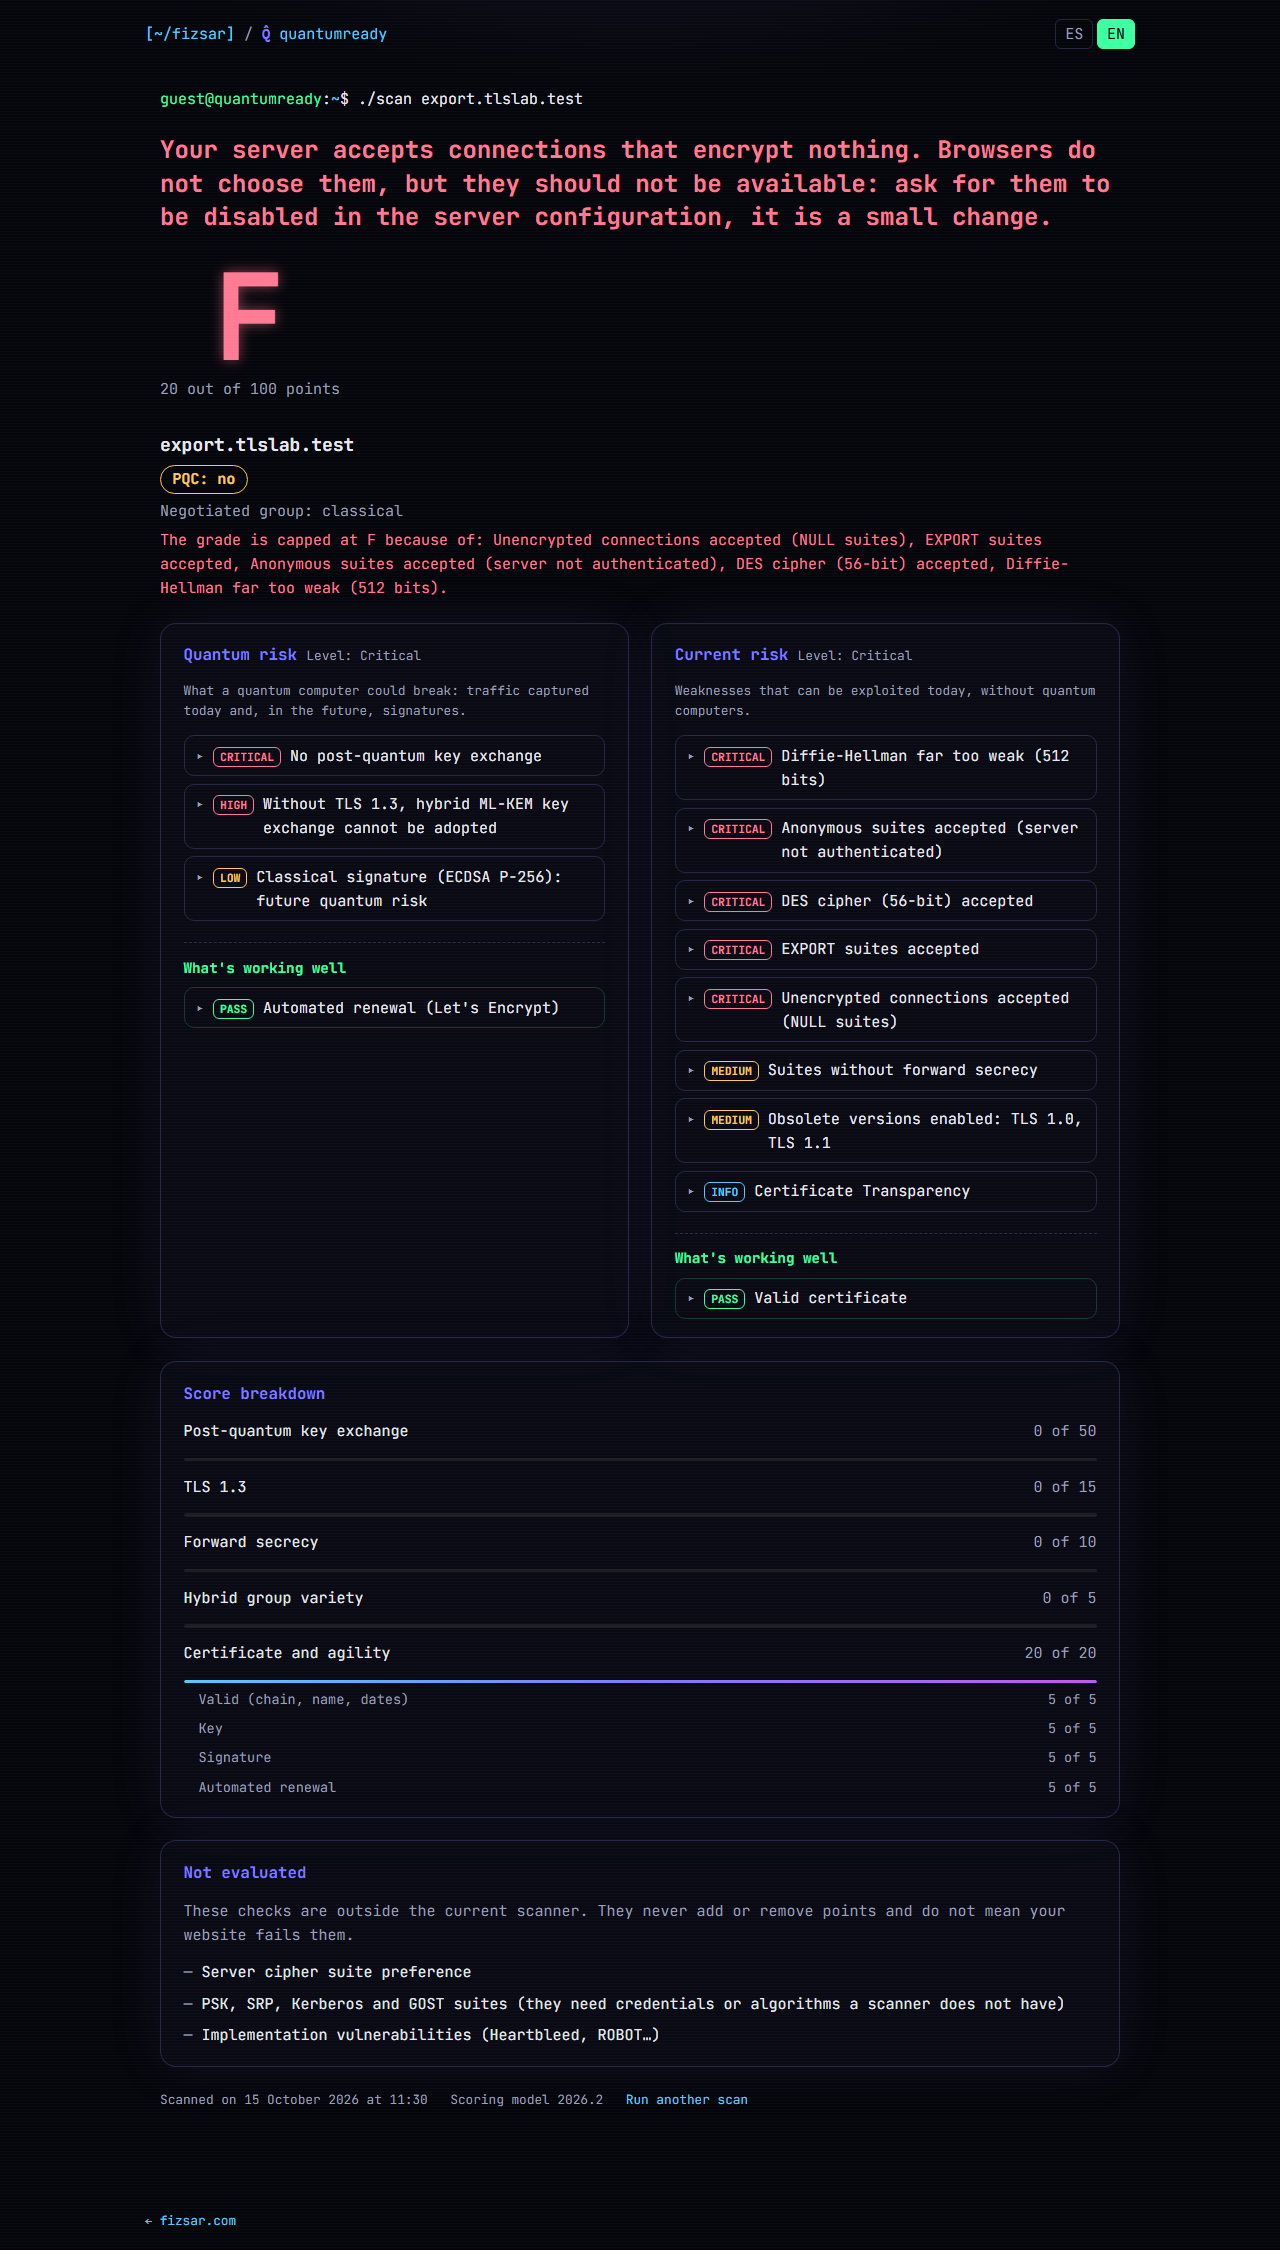 [~/fizsar] / Q̂ quantumready
ES EN
guest@quantumready:~$ ./scan export.tlslab.test
Your server accepts connections that encrypt nothing. Browsers do
not choose them, but they should not be available: ask for them to
be disabled in the server configuration, it is a small change.
F
20 out of 100 points
export.tlslab.test
PQC: no
Negotiated group: classical
The grade is capped at F because of: Unencrypted connections accepted (NULL suites), EXPORT suites
accepted, Anonymous suites accepted (server not authenticated), DES cipher (56-bit) accepted, Diffie-
Hellman far too weak (512 bits).
Quantum risk Level: Critical
What a quantum computer could break: traffic captured
today and, in the future, signatures.
▸ CRITICAL No post-quantum key exchange
▸ HIGH Without TLS 1.3, hybrid ML-KEM key
exchange cannot be adopted
▸ LOW Classical signature (ECDSA P-256):
future quantum risk
What's working well
▸ PASS Automated renewal (Let's Encrypt)
Current risk Level: Critical
Weaknesses that can be exploited today, without quantum
computers.
▸ CRITICAL Diffie-Hellman far too weak (512
bits)
▸ CRITICAL Anonymous suites accepted (server
not authenticated)
▸ CRITICAL DES cipher (56-bit) accepted
▸ CRITICAL EXPORT suites accepted
▸ CRITICAL Unencrypted connections accepted
(NULL suites)
▸ MEDIUM Suites without forward secrecy
▸ MEDIUM Obsolete versions enabled: TLS 1.0,
TLS 1.1
▸ INFO Certificate Transparency
What's working well
▸ PASS Valid certificate
Score breakdown
Post-quantum key exchange 0 of 50
TLS 1.3 0 of 15
Forward secrecy 0 of 10
Hybrid group variety 0 of 5
Certificate and agility 20 of 20
Valid (chain, name, dates) 5 of 5
Key 5 of 5
Signature 5 of 5
Automated renewal 5 of 5
Not evaluated
These checks are outside the current scanner. They never add or remove points and do not mean your
website fails them.
— Server cipher suite preference
— PSK, SRP, Kerberos and GOST suites (they need credentials or algorithms a scanner does not have)
— Implementation vulnerabilities (Heartbleed, ROBOT…)
Scanned on 15 October 2026 at 11:30 Scoring model 2026.2 Run another scan
← fizsar.com